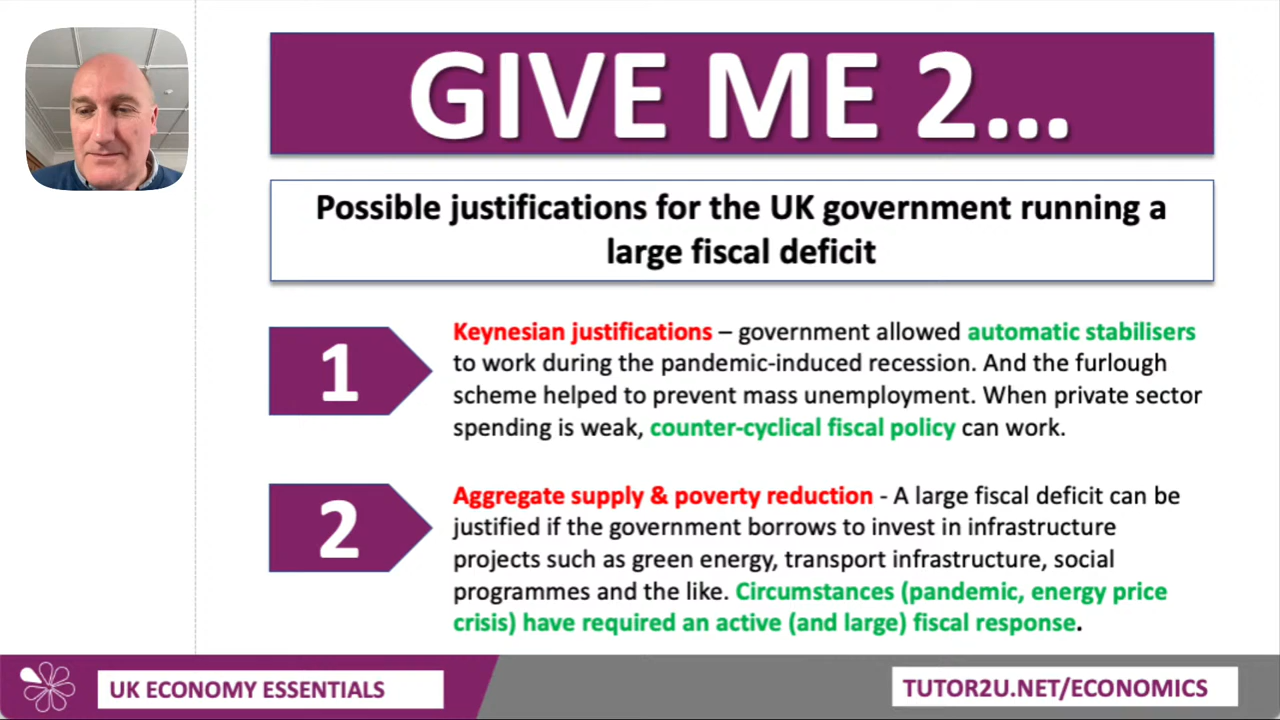 GIVE ME 2...
Possible justifications for the UK government running a
large fiscal deficit
1
Keynesian justifications – government allowed automatic stabilisers
to work during the pandemic-induced recession. And the furlough
scheme helped to prevent mass unemployment. When private sector
spending is weak, counter-cyclical fiscal policy can work.
2
Aggregate supply & poverty reduction - A large fiscal deficit can be
justified if the government borrows to invest in infrastructure
projects such as green energy, transport infrastructure, social
programmes and the like. Circumstances (pandemic, energy price
crisis) have required an active (and large) fiscal response.
UK ECONOMY ESSENTIALS
TUTOR2U.NET/ECONOMICS